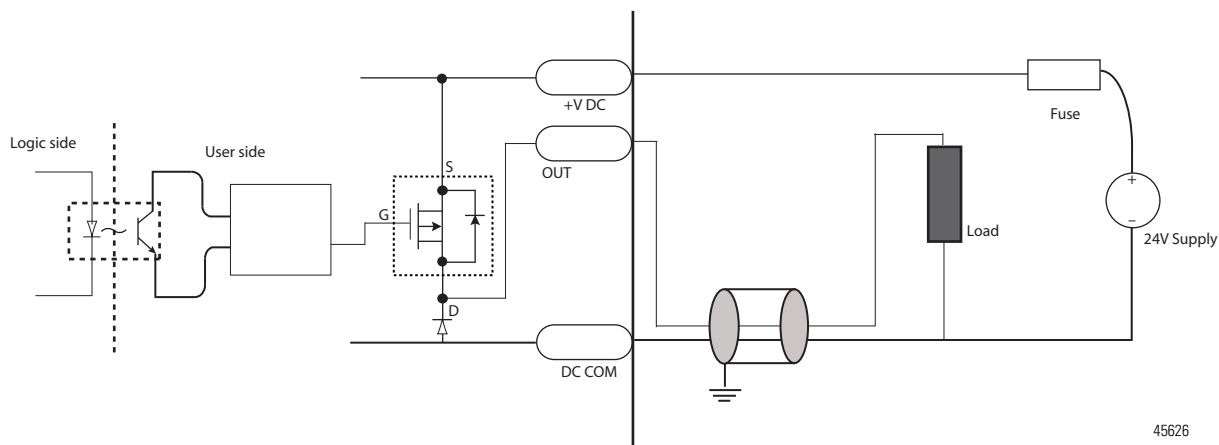 Logic side
User side
S
G
D
+V DC
OUT
DC COM
Fuse
+
–
24V Supply
Load
45626